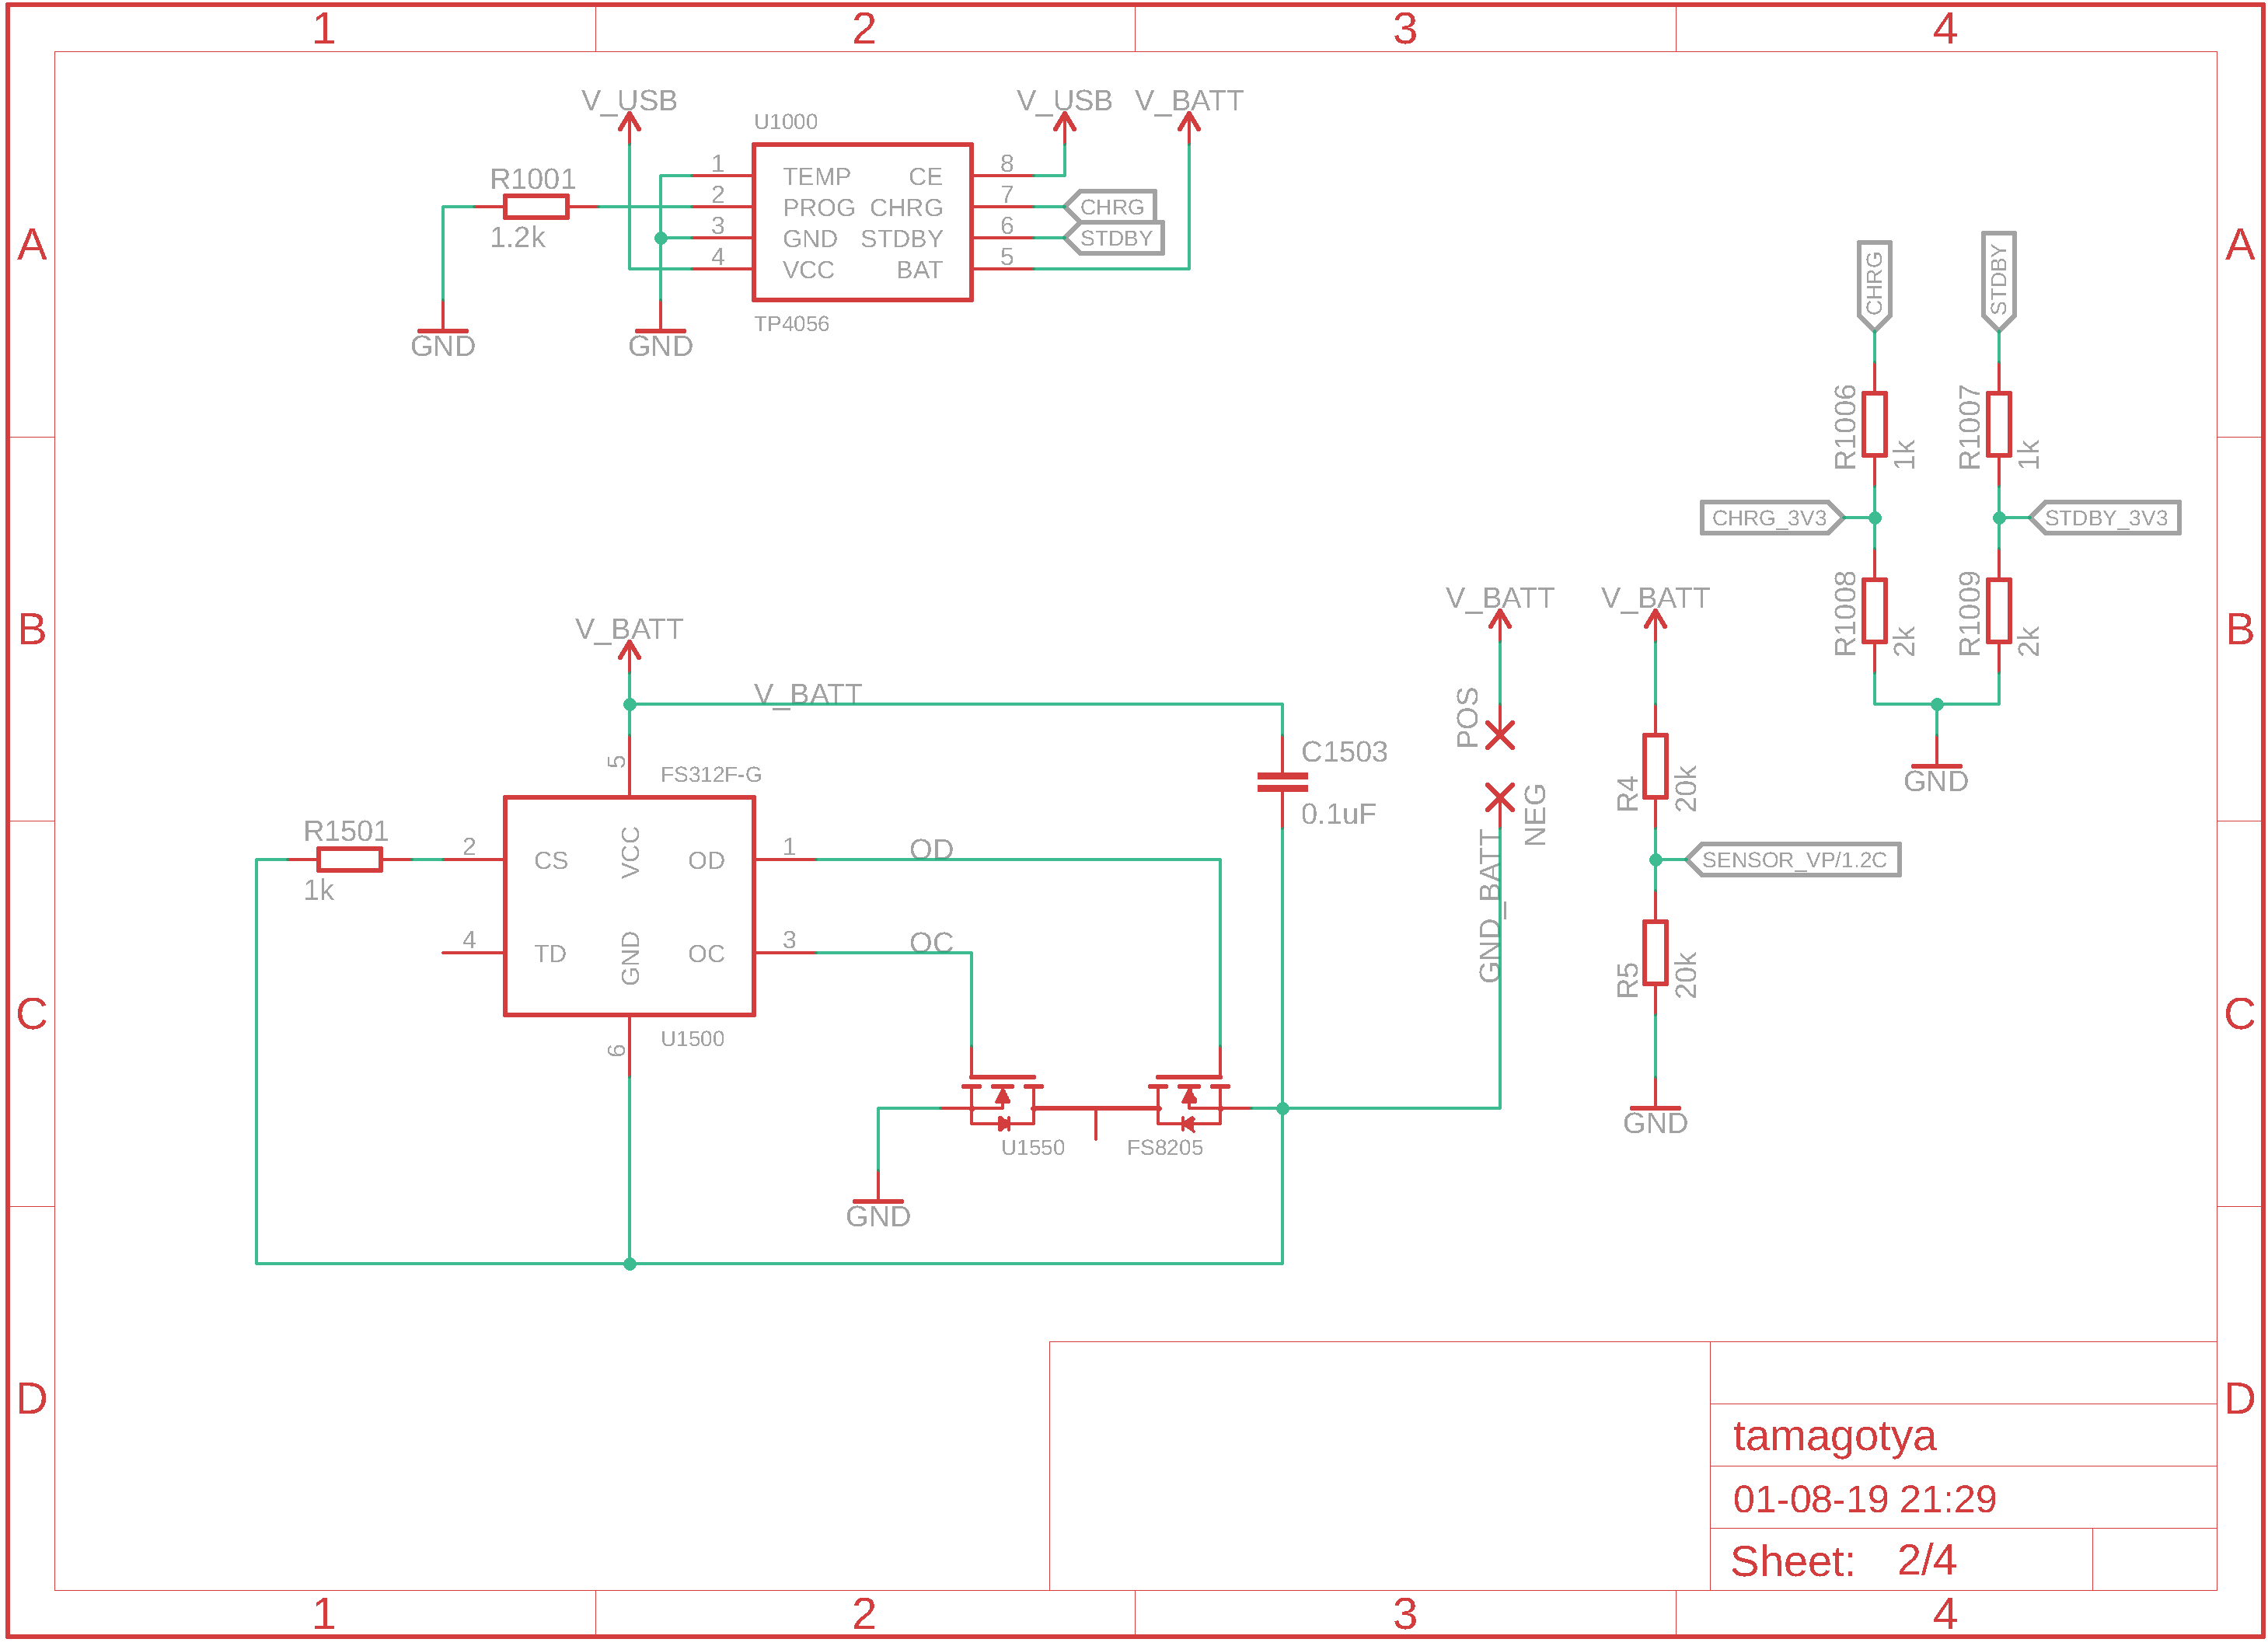 1 2 3 4
A A
B B
C C
D D
1 2 3 4
V_USB
V_USB V_BATT
U1000
R1001
1.2k
1 TEMP CE 8
2 PROG CHRG 7
3 GND STDBY 6
4 VCC BAT 5
CHRG
STDBY
TP4056
GND
GND
CHRG
STDBY
R1006
1k
R1007
1k
CHRG_3V3
STDBY_3V3
R1008
2k
R1009
2k
GND
V_BATT
V_BATT
5
FS312F-G
R1501
1k
2 CS VCC OD 1
OD
4 TD GND OC 3
OC
6
U1500
C1503
0.1uF
U1550
FS8205
GND
V_BATT
POS
NEG
GND_BATT
V_BATT
R4
20k
SENSOR_VP/1.2C
R5
20k
GND
tamagotya
01-08-19 21:29
Sheet: 2/4